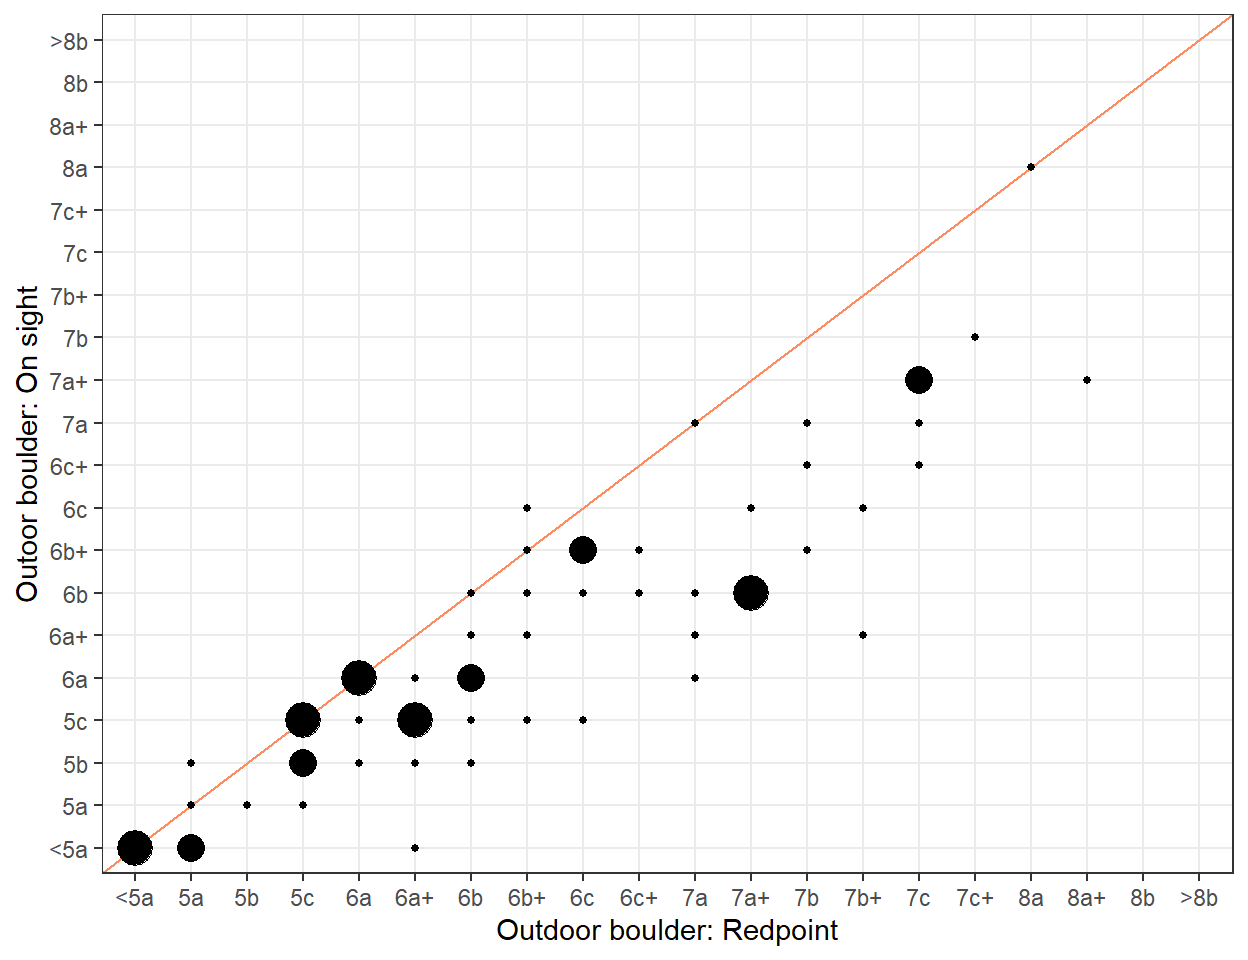 >8b
8b
8a+
8a
7c+
7c
7b+
7b
7a+
7a
6c+
6c
6b+
6b
6a+
6a
5c
5b
5a
<5a
Outoor boulder: On sight
<5a 5a 5b 5c 6a 6a+ 6b 6b+ 6c 6c+ 7a 7a+ 7b 7b+ 7c 7c+ 8a 8a+ 8b >8b
Outdoor boulder: Redpoint